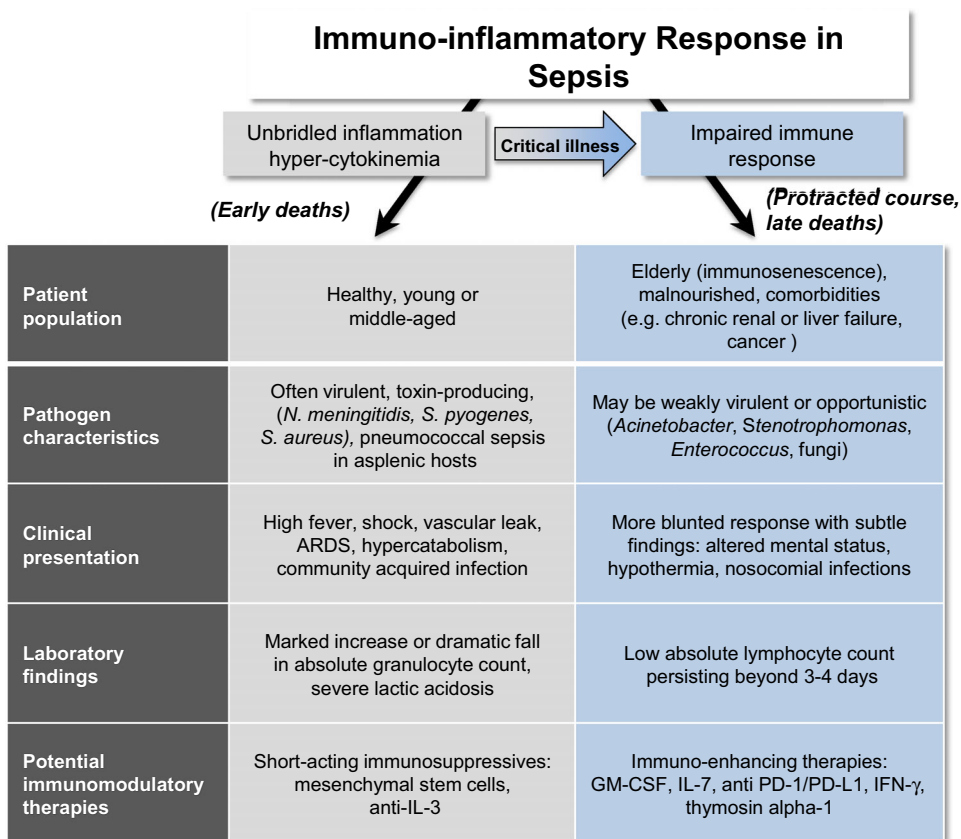 Immuno-inflammatory Response in
Sepsis
Unbridled inflammation
hyper-cytokinemia
Critical illness
Impaired immune
response
(Early deaths)
(Protracted course,
late deaths)
Patient
population
Healthy, young or
middle-aged
Elderly (immunosenescence),
malnourished, comorbidities
(e.g. chronic renal or liver failure,
cancer )
Pathogen
characteristics
Often virulent, toxin-producing,
(N. meningitidis, S. pyogenes,
S. aureus), pneumococcal sepsis
in asplenic hosts
May be weakly virulent or opportunistic
(Acinetobacter, Stenotrophomonas,
Enterococcus, fungi)
Clinical
presentation
High fever, shock, vascular leak,
ARDS, hypercatabolism,
community acquired infection
More blunted response with subtle
findings: altered mental status,
hypothermia, nosocomial infections
Laboratory
findings
Marked increase or dramatic fall
in absolute granulocyte count,
severe lactic acidosis
Low absolute lymphocyte count
persisting beyond 3-4 days
Potential
immunomodulatory
therapies
Short-acting immunosuppressives:
mesenchymal stem cells,
anti-IL-3
Immuno-enhancing therapies:
GM-CSF, IL-7, anti PD-1/PD-L1, IFN-γ,
thymosin alpha-1